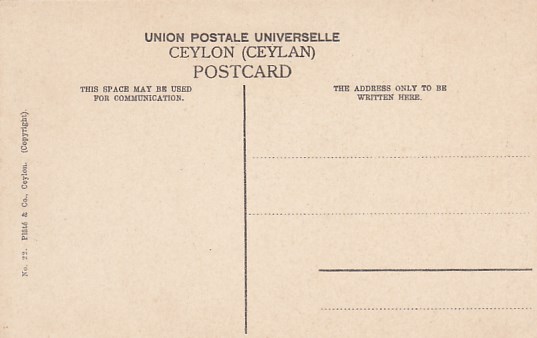 UNION POSTALE UNIVERSELLE
CEYLON (CEYLAN)
POSTCARD
THIS SPACE MAY BE USED
FOR COMMUNICATION.
THE ADDRESS ONLY TO BE
WRITTEN HERE.
No. 22. Plâté & Co., Ceylon. (Copyright).